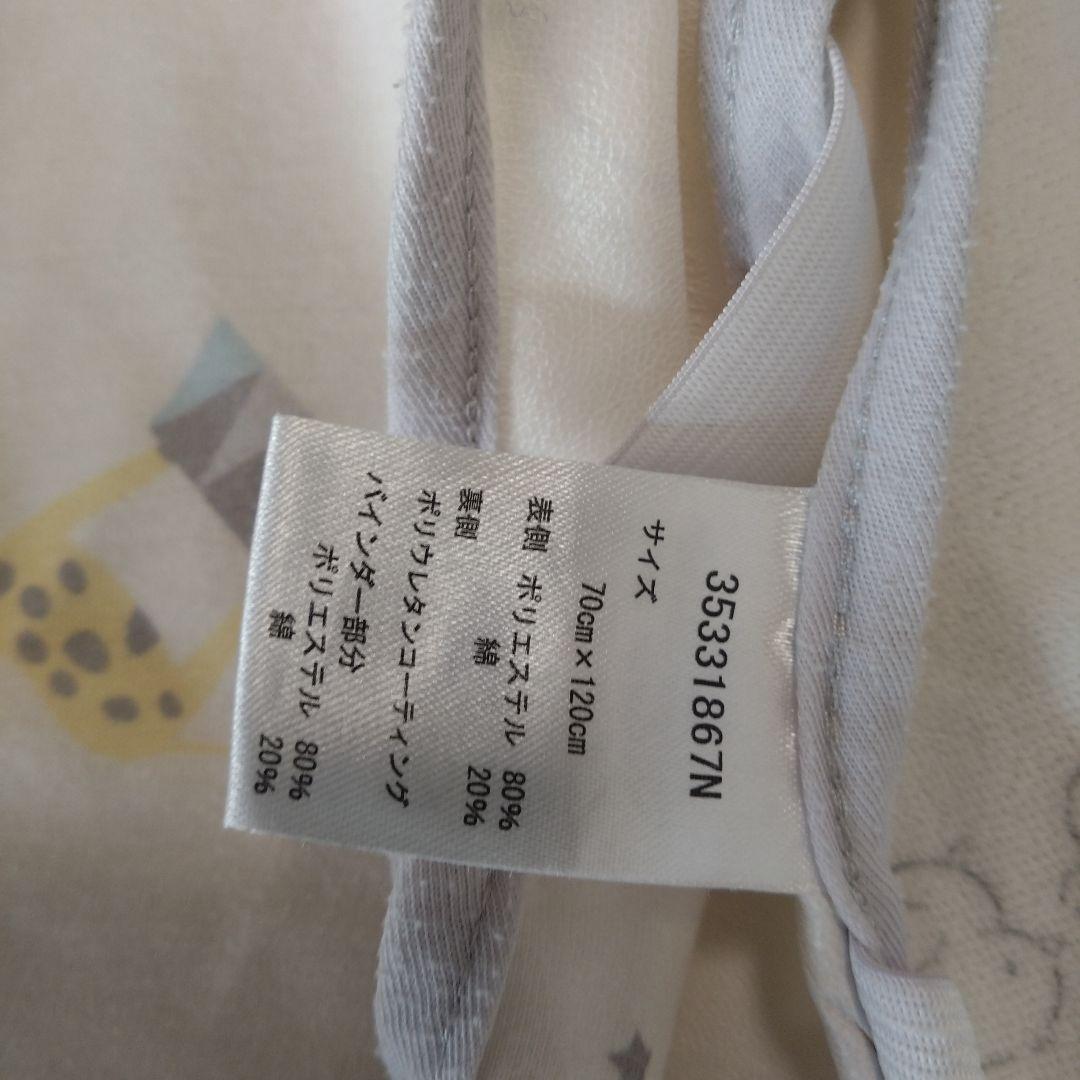 35331867N
サイズ
70cm×120cm
表側 ポリエステル 80%
綿 20%
裏側
ポリウレタンコーティング
バインダー部分
ポリエステル 80%
綿 20%